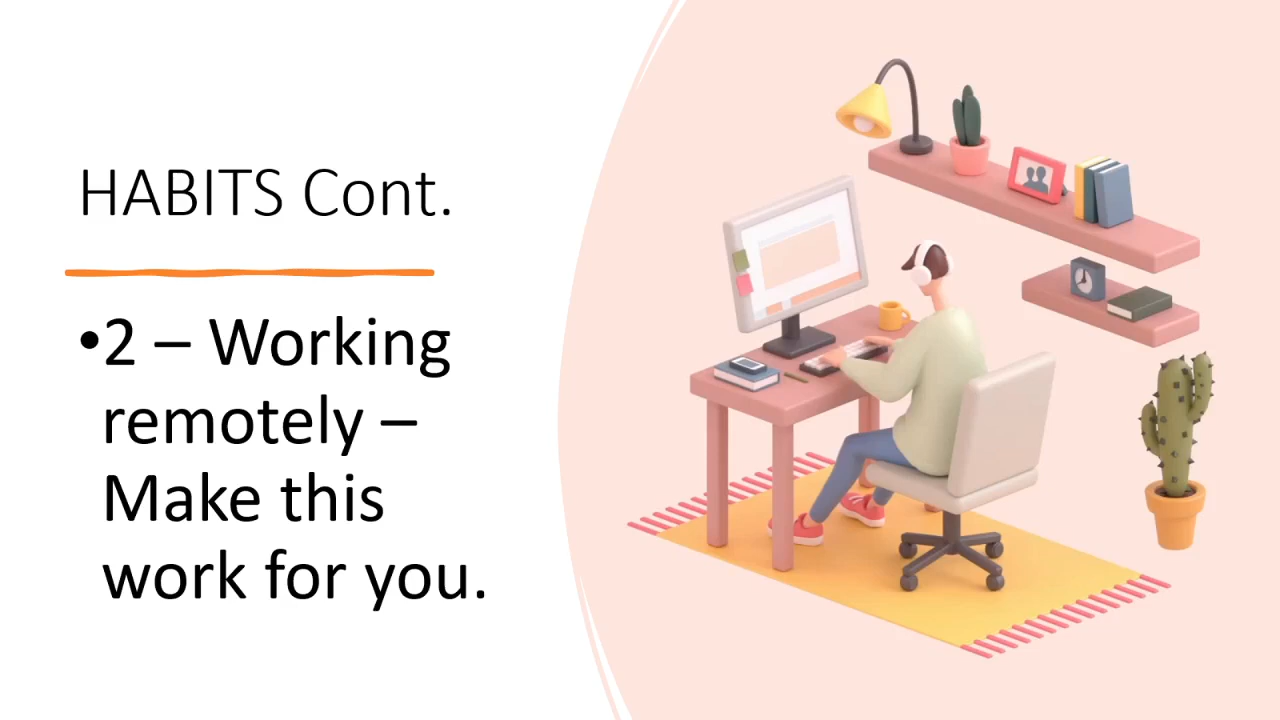 HABITS Cont.
•2 – Working
remotely –
Make this
work for you.